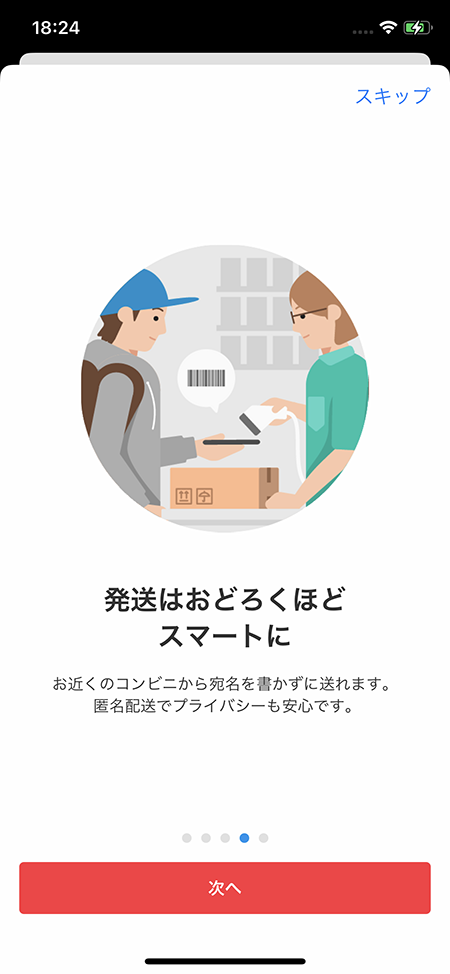 18:24
スキップ
発送はおどろくほど
スマートに
お近くのコンビニから宛名を書かずに送れます。
匿名配送でプライバシーも安心です。
次へ